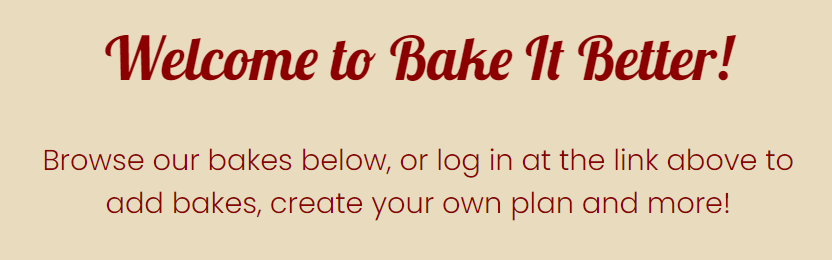 Welcome to Bake It Better!
Browse our bakes below, or log in at the link above to
add bakes, create your own plan and more!